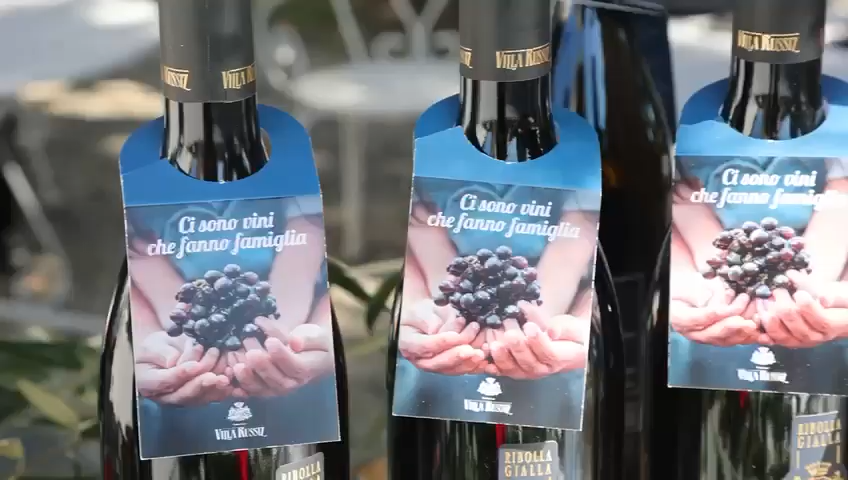 RUSSIZ
VILLA
VILLA RUSSIZ
VILLA RUSSIZ
Ci sono vini
che fanno famiglia
VILLA RUSSIZ
RIBOLLA
Ci sono vini
che fanno famiglia
VILLA RUSSIZ
RIBOLLA
GIALLA
Ci sono vini
che fanno famiglia
VILLA RUSSIZ
RIBOLLA
GIALLA